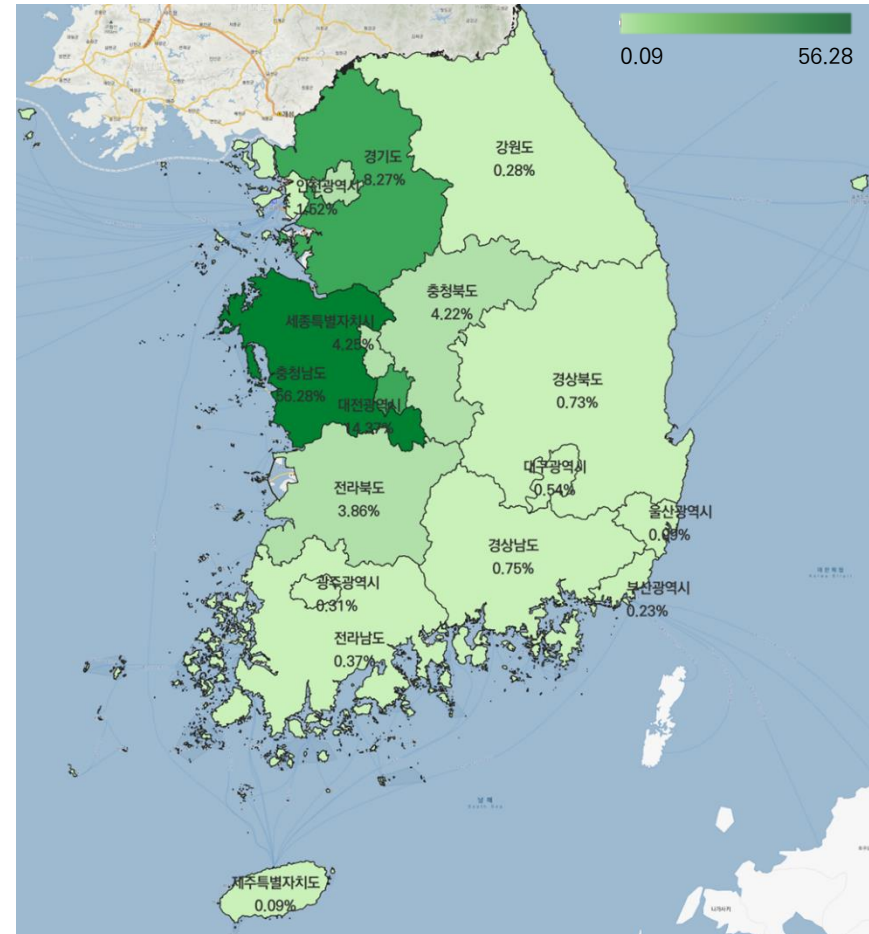 0.09 56.28
강원도
0.28%
경기도
8.27%
인천광역시
1.52%
충청북도
4.22%
세종특별자치시
4.25%
충청남도
56.28%
대전광역시
14.37%
경상북도
0.73%
대구광역시
0.54%
전라북도
3.86%
울산광역시
0.09%
경상남도
0.75%
광주광역시
0.31%
부산광역시
0.23%
전라남도
0.37%
남해
제주특별자치도
0.09%